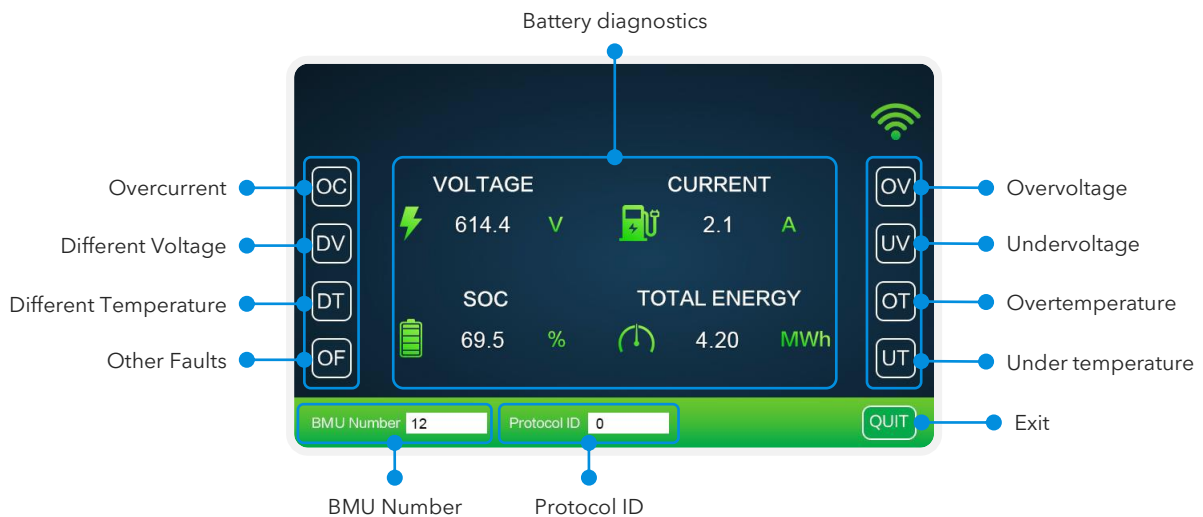 Battery diagnostics
Overcurrent OC VOLTAGE CURRENT OV Overvoltage
614.4 V 2.1 A
Different Voltage DV UV Undervoltage
Different Temperature DT SOC TOTAL ENERGY OT Overtemperature
69.5 % 4.20 MWh
Other Faults OF UT Under temperature
BMU Number 12 Protocol ID 0 QUIT Exit
BMU Number Protocol ID